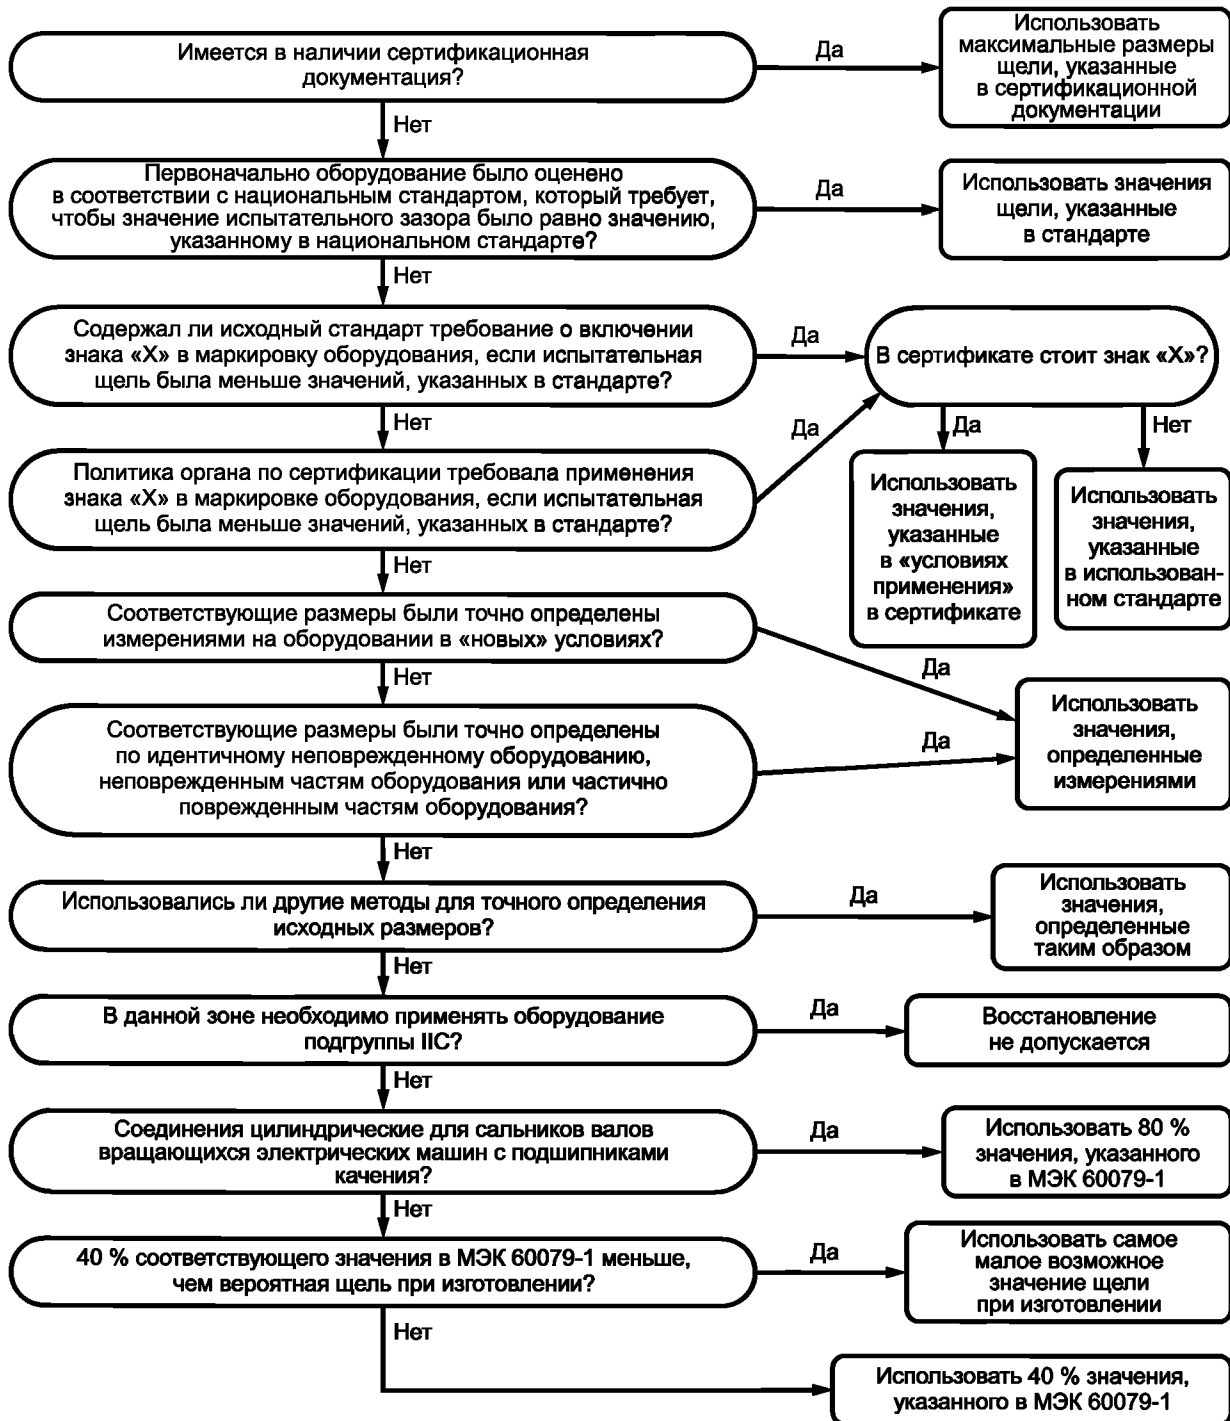 Имеется в наличии сертификационная
документация?
Да
Использовать
максимальные размеры
щели, указанные
в сертификационной
документации
Нет
Первоначально оборудование было оценено
в соответствии с национальным стандартом, который требует,
чтобы значение испытательного зазора было равно значению,
указанному в национальном стандарте?
Да
Использовать значения
щели, указанные
в стандарте
Нет
Содержал ли исходный стандарт требование о включении
знака «Х» в маркировку оборудования, если испытательная
щель была меньше значений, указанных в стандарте?
Да
В сертификате стоит знак «Х»?
Нет
Да
Да
Нет
Политика органа по сертификации требовала применения
знака «Х» в маркировке оборудования, если испытательная
щель была меньше значений, указанных в стандарте?
Использовать
значения,
указанные
в «условиях
применения»
в сертификате
Использовать
значения,
указанные
в использован-
ном стандарте
Нет
Соответствующие размеры были точно определены
измерениями на оборудовании в «новых» условиях?
Да
Нет
Соответствующие размеры были точно определены
по идентичному неповрежденному оборудованию,
неповрежденным частям оборудования или частично
поврежденным частям оборудования?
Да
Использовать
значения,
определенные
измерениями
Нет
Использовались ли другие методы для точного определения
исходных размеров?
Да
Использовать
значения,
определенные
таким образом
Нет
В данной зоне необходимо применять оборудование
подгруппы IIC?
Да
Восстановление
не допускается
Нет
Соединения цилиндрические для сальников валов
вращающихся электрических машин с подшипниками
качения?
Да
Использовать 80 %
значения, указанного
в МЭК 60079-1
Нет
40 % соответствующего значения в МЭК 60079-1 меньше,
чем вероятная щель при изготовлении?
Да
Использовать самое
малое возможное
значение щели
при изготовлении
Нет
Использовать 40 % значения,
указанного в МЭК 60079-1